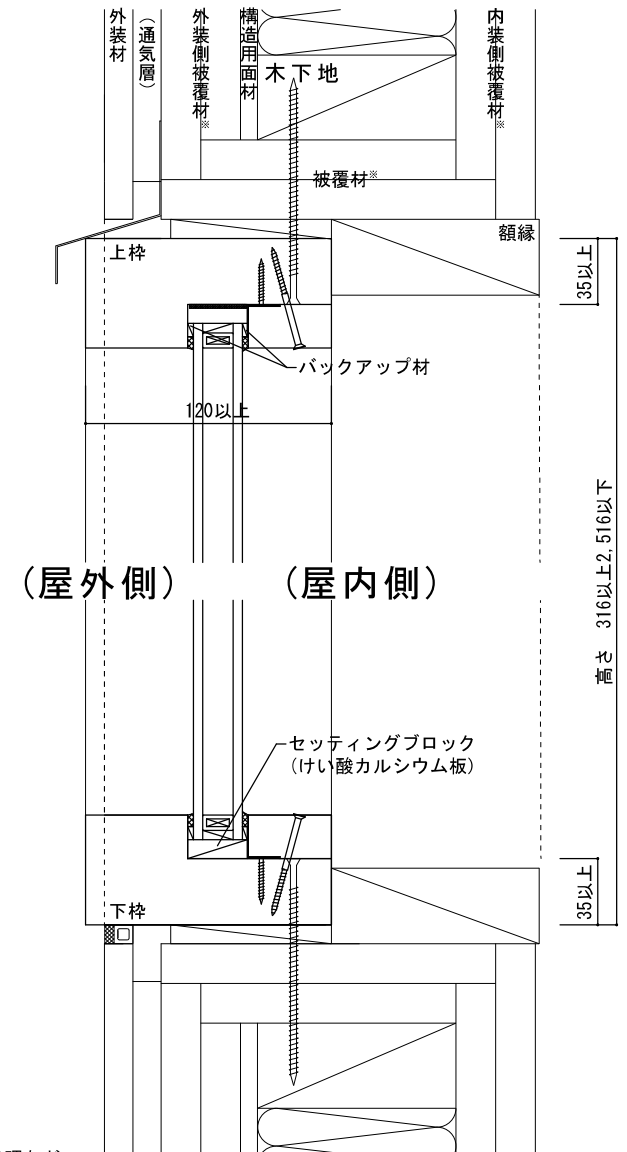 外装材
（通気層）
外装側被覆材※
構造用面材
木下地
内装側被覆材※
被覆材※
額縁
上枠
35以上
バックアップ材
120以上
（屋外側）
（屋内側）
高さ 316以上2,516以下
セッティングブロック
（けい酸カルシウム板）
下枠
35以上